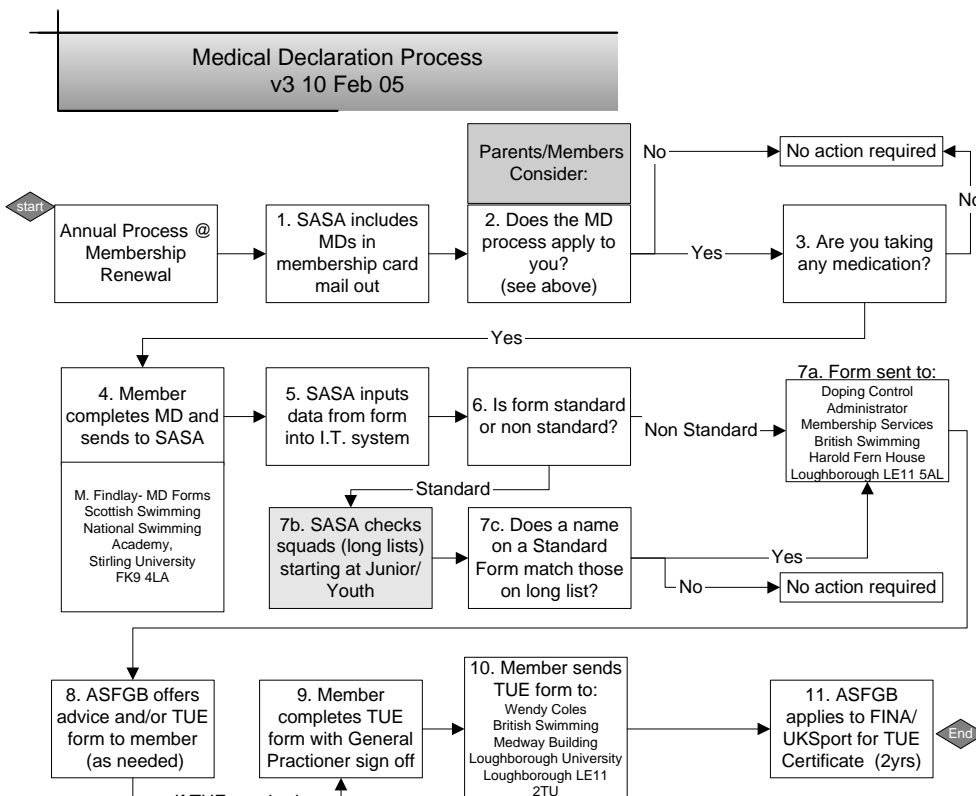 Medical Declaration Process
v3 10 Feb 05
Parents/Members
Consider:
No
No action required
No
start
Annual Process @
Membership
Renewal
1. SASA includes
MDs in
membership card
mail out
2. Does the MD
process apply to
you?
(see above)
Yes
3. Are you taking
any medication?
Yes
4. Member
completes MD and
sends to SASA
M. Findlay- MD Forms
Scottish Swimming
National Swimming
Academy,
Stirling University
FK9 4LA
5. SASA inputs
data from form
into I.T. system
6. Is form standard
or non standard?
Non Standard
7a. Form sent to:
Doping Control
Administrator
Membership Services
British Swimming
Harold Fern House
Loughborough LE11 5AL
Standard
7b. SASA checks
squads (long lists)
starting at Junior/
Youth
7c. Does a name
on a Standard
Form match those
on long list?
Yes
No
No action required
8. ASFGB offers
advice and/or TUE
form to member
(as needed)
9. Member
completes TUE
form with General
Practioner sign off
10. Member sends
TUE form to:
Wendy Coles
British Swimming
Medway Building
Loughborough University
Loughborough LE11
2TU
11. ASFGB
applies to FINA/
UKSport for TUE
Certificate (2yrs)
End